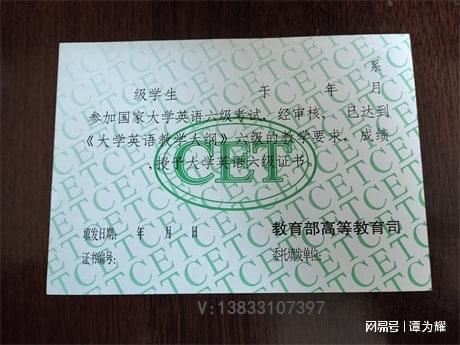 系
级学生 于 年 月
参加国家大学英语六级考试，经审核， 已达到
《大学英语教学大纲》六级的教学要求，成绩
，授予大学英语六级证书。
CET
填发日期： 年 月 日 教育部高等教育司
证书编号： 委托填发单位：
V:13833107397
网易号 | 谭为耀